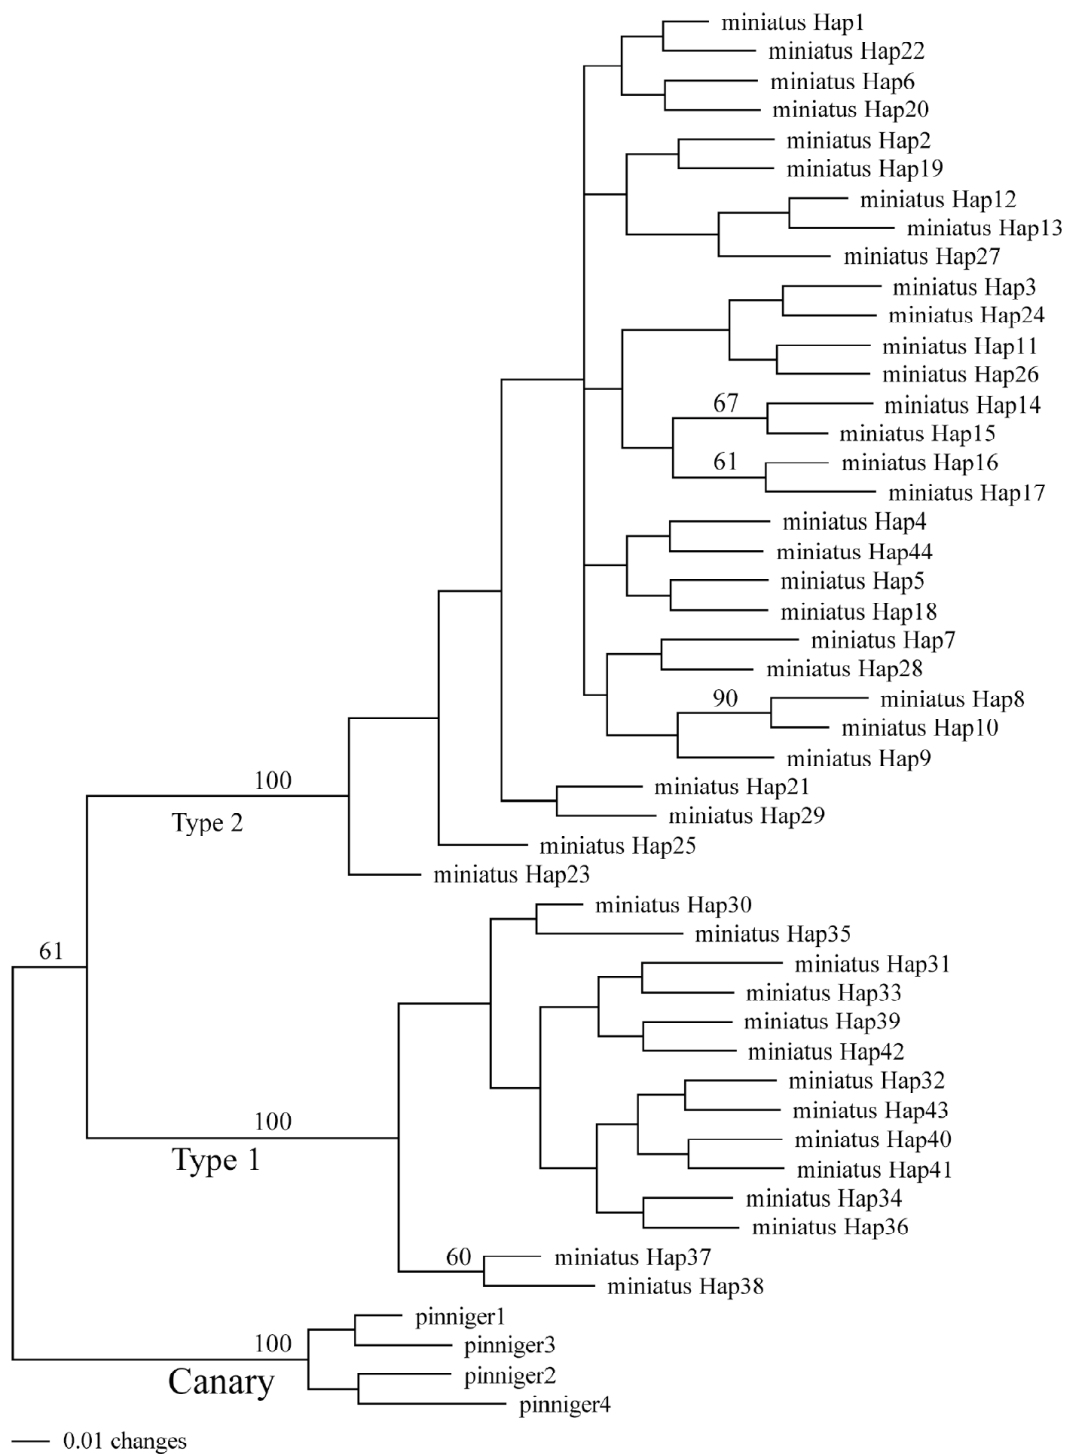 miniatus Hap1
miniatus Hap22
miniatus Hap6
miniatus Hap20
miniatus Hap2
miniatus Hap19
miniatus Hap12
miniatus Hap13
miniatus Hap27
miniatus Hap3
miniatus Hap24
miniatus Hap11
miniatus Hap26
67
miniatus Hap14
miniatus Hap15
61
miniatus Hap16
miniatus Hap17
miniatus Hap4
miniatus Hap44
miniatus Hap5
miniatus Hap18
miniatus Hap7
miniatus Hap28
90
miniatus Hap8
miniatus Hap10
miniatus Hap9
100
miniatus Hap21
Type 2
miniatus Hap29
miniatus Hap25
miniatus Hap23
miniatus Hap30
miniatus Hap35
61
miniatus Hap31
miniatus Hap33
miniatus Hap39
miniatus Hap42
miniatus Hap32
miniatus Hap43
100
miniatus Hap40
Type 1
miniatus Hap41
miniatus Hap34
miniatus Hap36
60
miniatus Hap37
miniatus Hap38
pinniger1
100
pinniger3
Canary
pinniger2
pinniger4
0.01 changes